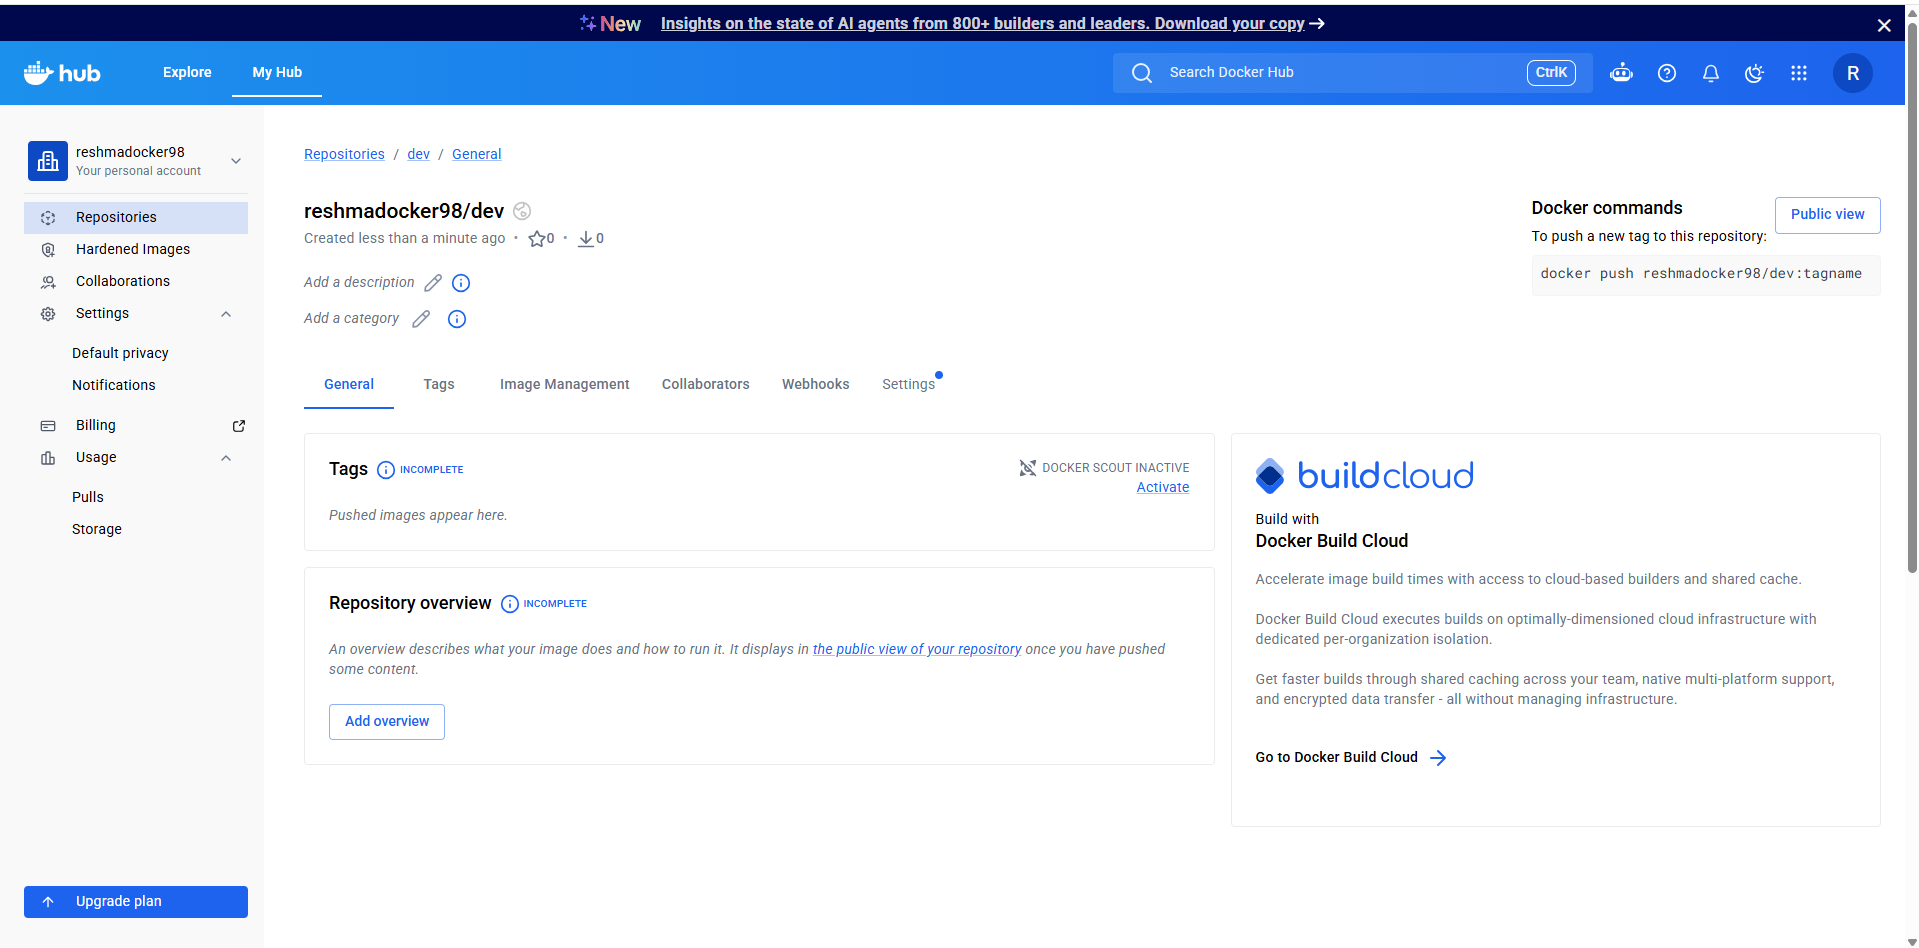 New Insights on the state of AI agents from 800+ builders and leaders. Download your copy →
hub
Explore
My Hub
Search Docker Hub
CtrlK
R
reshmadocker98
Your personal account
Repositories
Hardened Images
Collaborations
Settings
Default privacy
Notifications
Billing
Usage
Pulls
Storage
Upgrade plan
Repositories / dev / General
reshmadocker98/dev
Created less than a minute ago · 0 · 0
Add a description
Add a category
Docker commands
Public view
To push a new tag to this repository:
docker push reshmadocker98/dev:tagname
General
Tags
Image Management
Collaborators
Webhooks
Settings
Tags INCOMPLETE
DOCKER SCOUT INACTIVE
Activate
Pushed images appear here.
Repository overview INCOMPLETE
An overview describes what your image does and how to run it. It displays in the public view of your repository once you have pushed
some content.
Add overview
buildcloud
Build with
Docker Build Cloud
Accelerate image build times with access to cloud-based builders and shared cache.
Docker Build Cloud executes builds on optimally-dimensioned cloud infrastructure with
dedicated per-organization isolation.
Get faster builds through shared caching across your team, native multi-platform support,
and encrypted data transfer - all without managing infrastructure.
Go to Docker Build Cloud →